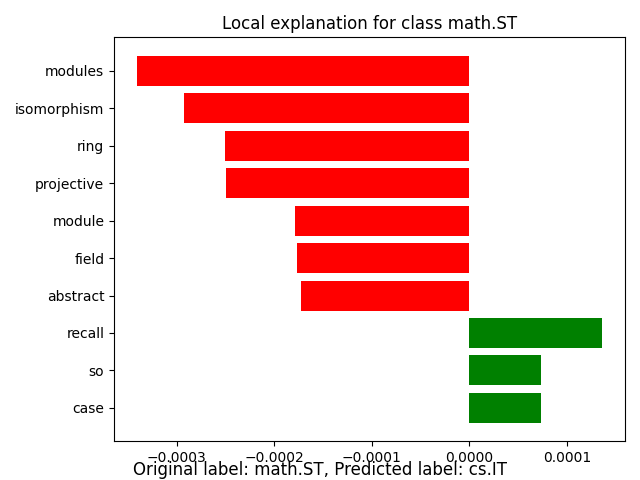 Local explanation for class math.ST
modules
isomorphism
ring
projective
module
field
abstract
recall
so
case
−0.0003 −0.0002 −0.0001 0.0000 0.0001
Original label: math.ST, Predicted label: cs.IT